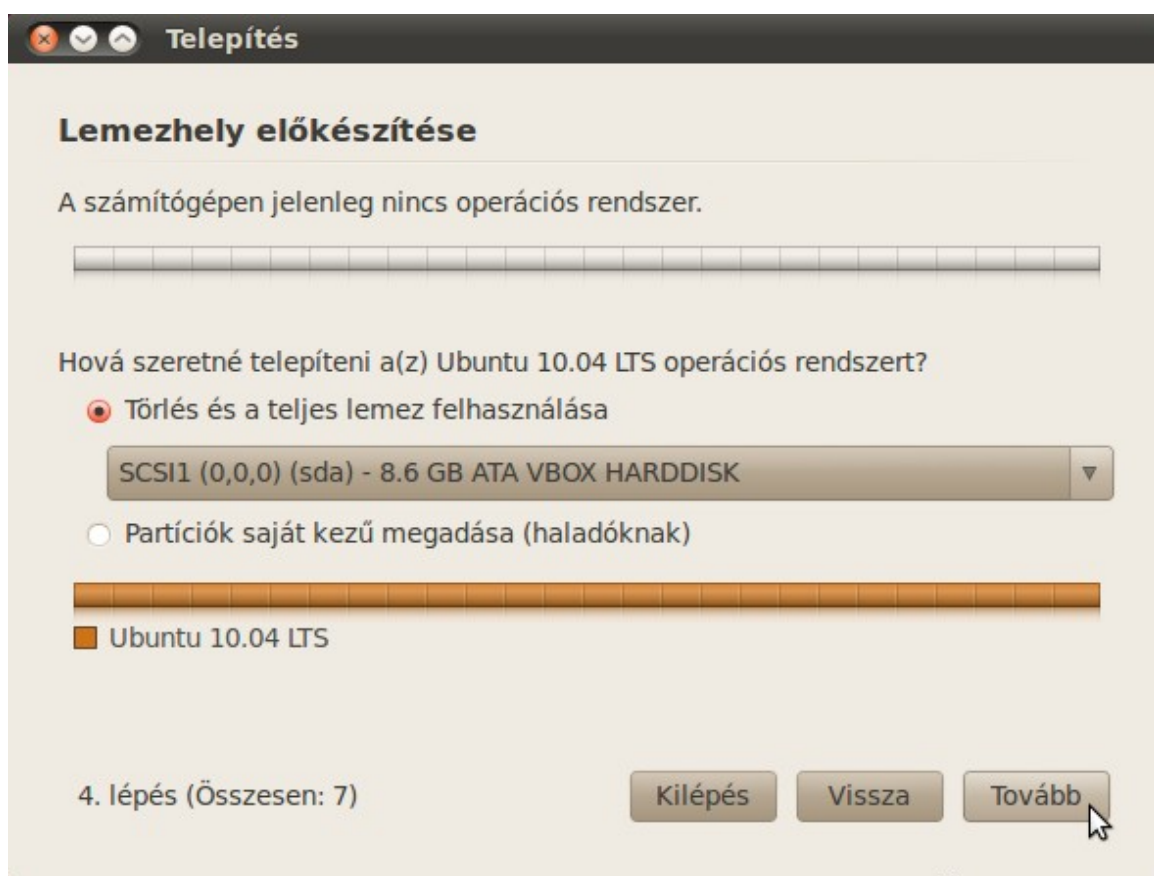 Telepítés
Lemezhely előkészítése
A számítógépen jelenleg nincs operációs rendszer.
Hová szeretné telepíteni a(z) Ubuntu 10.04 LTS operációs rendszert?
Törlés és a teljes lemez felhasználása
SCSI1 (0,0,0) (sda) - 8.6 GB ATA VBOX HARDDISK
Partíciók saját kezű megadása (haladóknak)
Ubuntu 10.04 LTS
4. lépés (Összesen: 7)
Kilépés
Vissza
Tovább